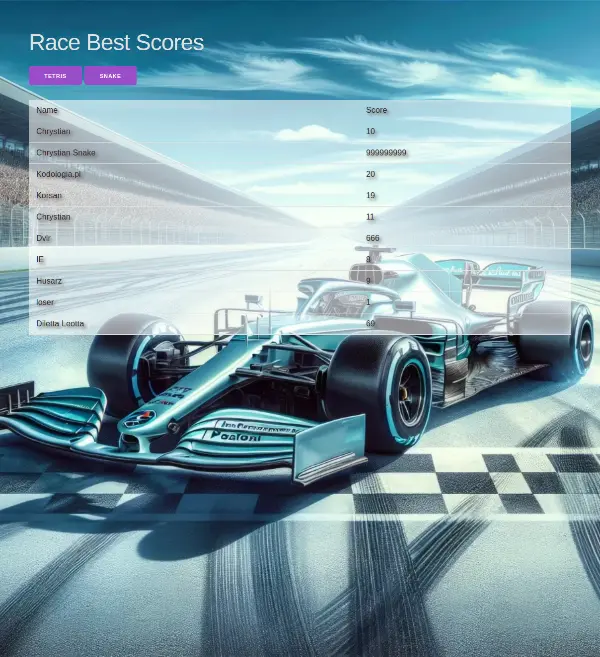 Race Best Scores
TETRIS SNAKE
Name Score
Chrystian 10
Chrystian Snake 999999999
Kodologia.pl 20
Korsan 19
Chrystian 11
Dvir 666
IE 8
Husarz 9
loser 1
Diletta Leotta 69